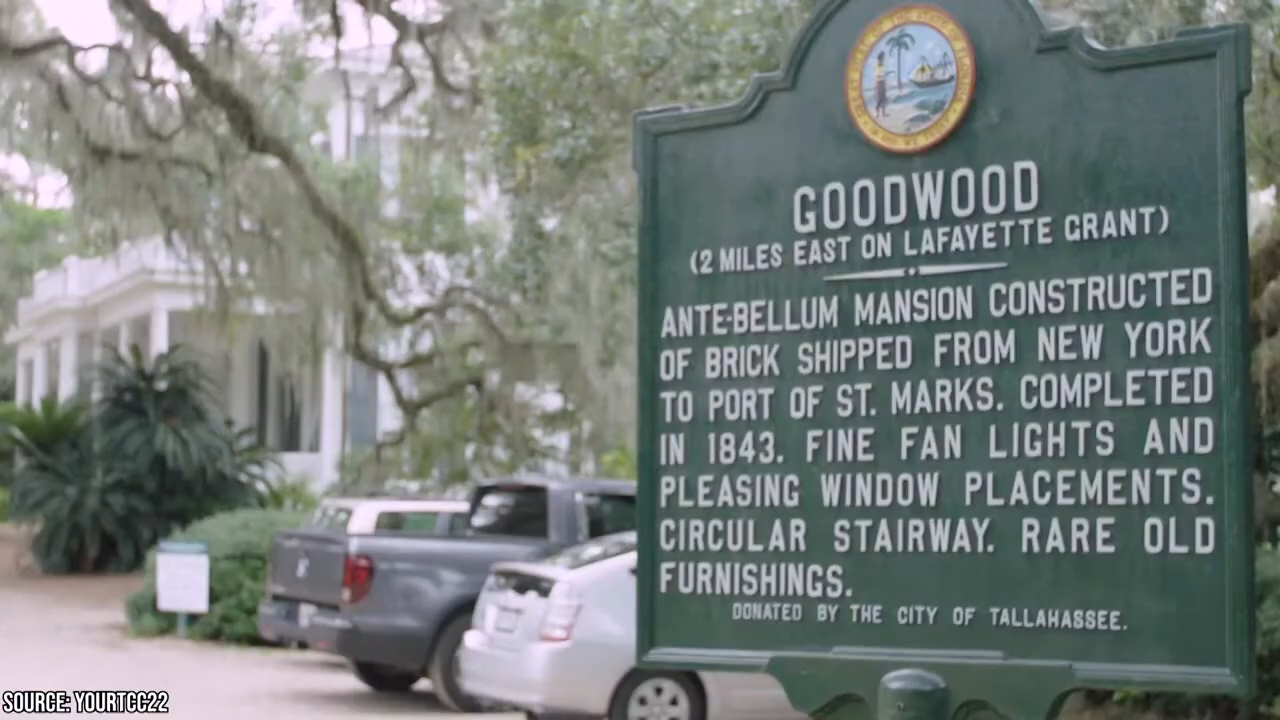 GOODWOOD
(2 MILES EAST ON LAFAYETTE GRANT)
ANTE-BELLUM MANSION CONSTRUCTED
OF BRICK SHIPPED FROM NEW YORK
TO PORT OF ST. MARKS. COMPLETED
IN 1843. FINE FAN LIGHTS AND
PLEASING WINDOW PLACEMENTS.
CIRCULAR STAIRWAY. RARE OLD
FURNISHINGS.
DONATED BY THE CITY OF TALLAHASSEE.
SOURCE: YOURTCC22